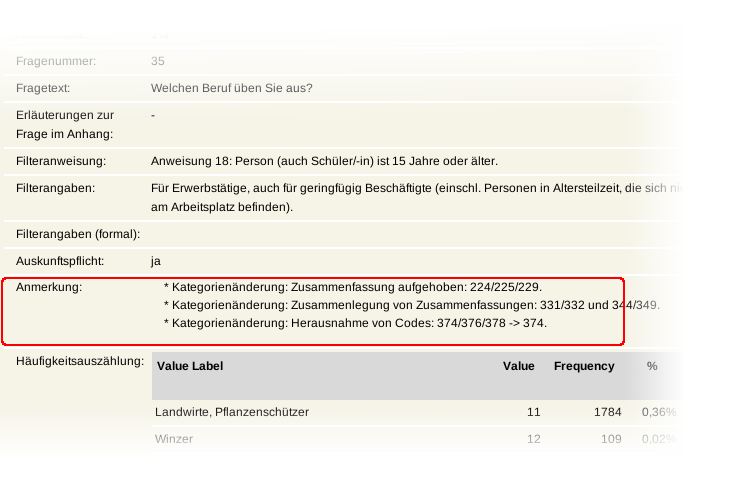 Fragenummer: 35
Fragetext: Welchen Beruf üben Sie aus?
Erläuterungen zur -
Frage im Anhang:
Filteranweisung: Anweisung 18: Person (auch Schüler/-in) ist 15 Jahre oder älter.
Filterangaben: Für Erwerbstätige, auch für geringfügig Beschäftigte (einschl. Personen in Altersteilzeit, die sich
am Arbeitsplatz befinden).
Filterangaben (formal):
Auskunftspflicht: ja
Anmerkung: * Kategorienänderung: Zusammenfassung aufgehoben: 224/225/229.
* Kategorienänderung: Zusammenlegung von Zusammenfassungen: 331/332 und 344/349.
* Kategorienänderung: Herausnahme von Codes: 374/376/378 -> 374.
Häufigkeitsauszählung: Value Label Value Frequency %
Landwirte, Pflanzenschützer 11 1784 0,36%
Winzer 12 109 0,02%